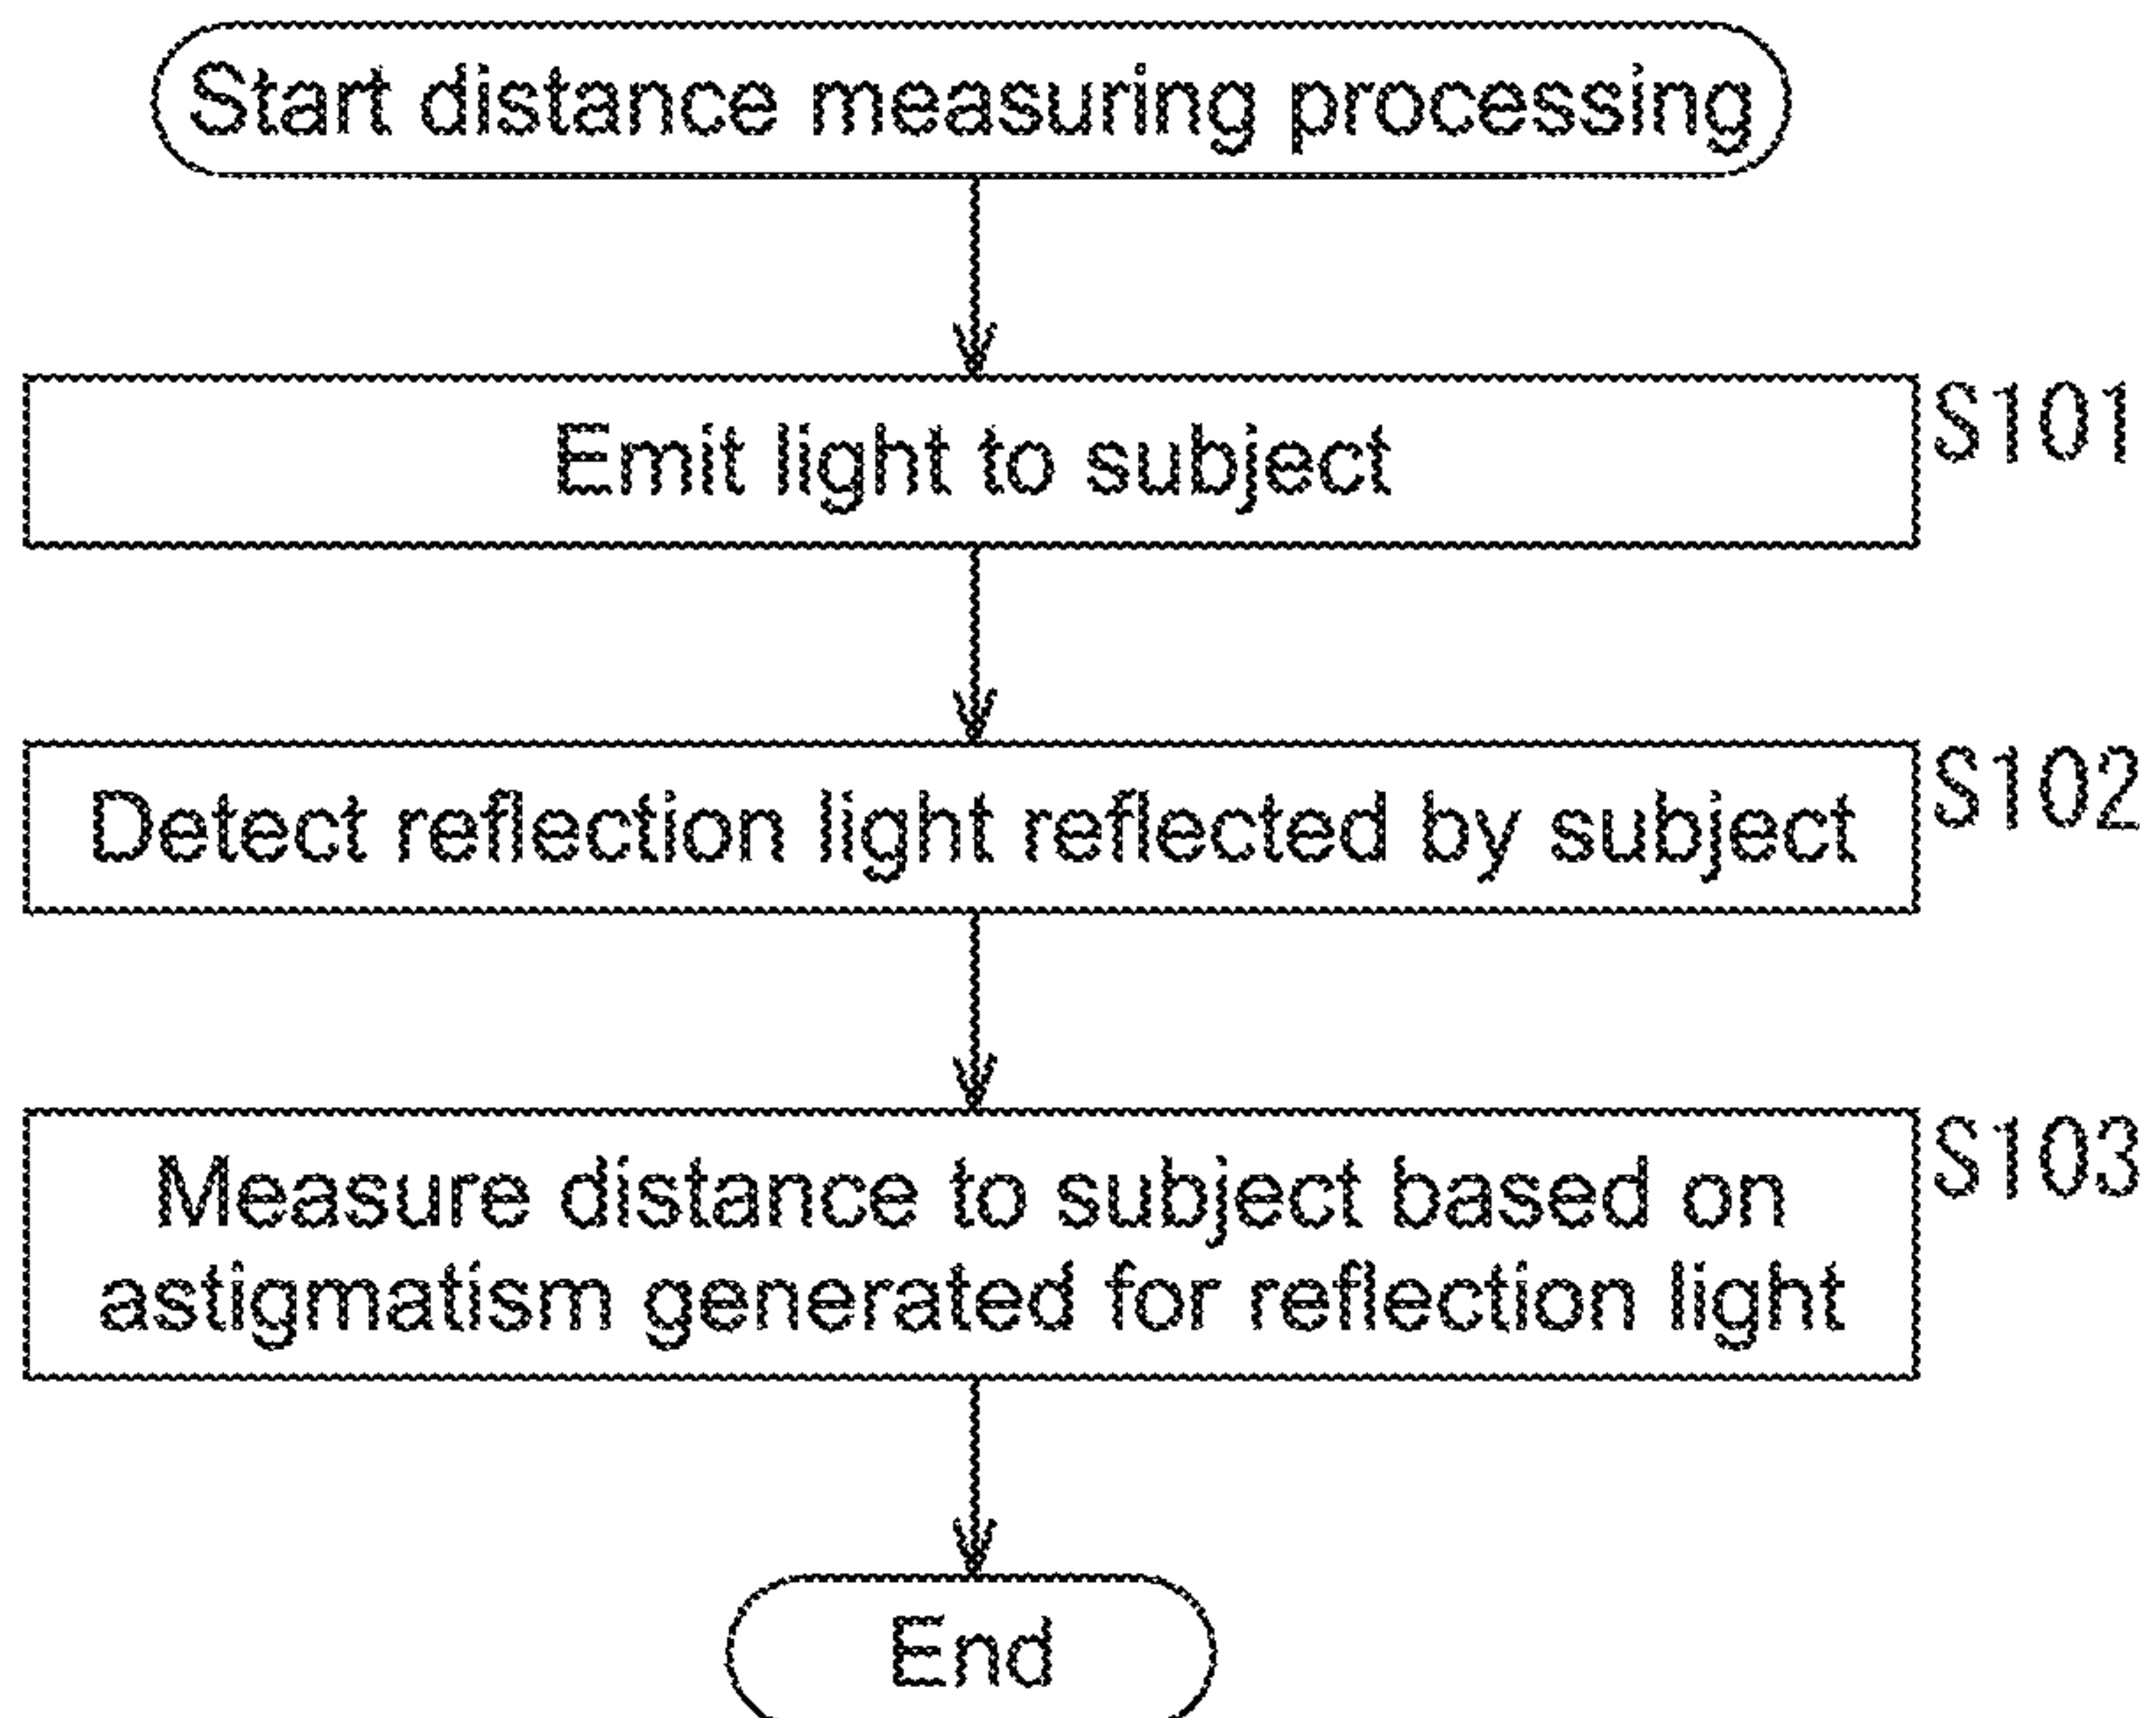 Start distance measuring processing
S101
Emit light to subject
S102
Detect reflection light reflected by subject
S103
Measure distance to subject based on
astigmatism generated for reflection light
End